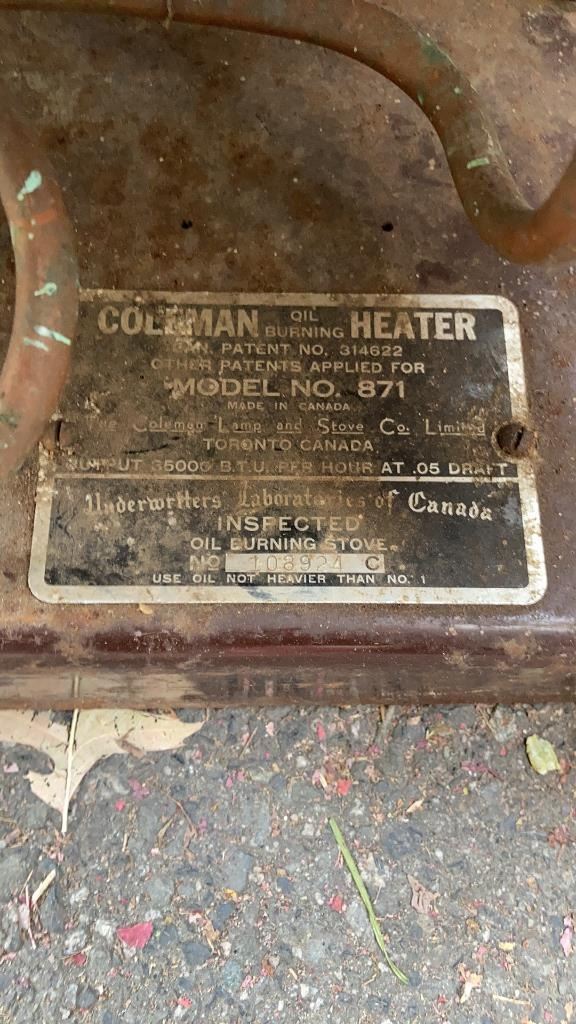 COLEMAN OIL BURNING HEATER
CAN. PATENT NO. 314622
OTHER PATENTS APPLIED FOR
MODEL NO. 871
MADE IN CANADA
The Coleman Lamp and Stove Co. Limited
TORONTO CANADA
OUTPUT 35000 B.T.U. PER HOUR AT .05 DRAFT
Underwriters' Laboratories of Canada
INSPECTED
OIL BURNING STOVE
NO 108924 C
USE OIL NOT HEAVIER THAN NO. 1